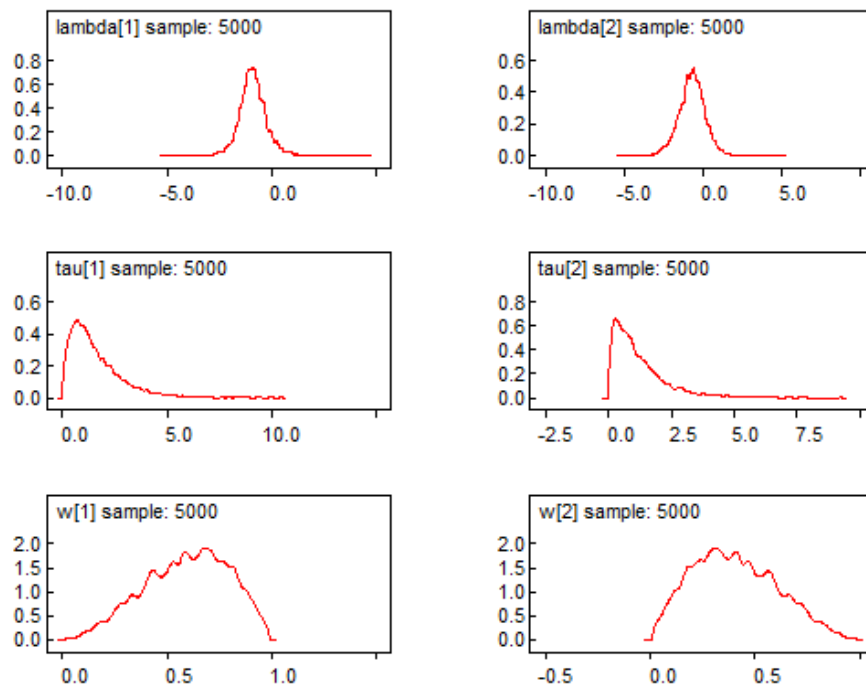 lambda[1] sample: 5000
0.8
0.6
0.4
0.2
0.0
-10.0 -5.0 0.0
lambda[2] sample: 5000
0.6
0.4
0.2
0.0
-10.0 -5.0 0.0 5.0
tau[1] sample: 5000
0.6
0.4
0.2
0.0
0.0 5.0 10.0
tau[2] sample: 5000
0.8
0.6
0.4
0.2
0.0
-2.5 0.0 2.5 5.0 7.5
w[1] sample: 5000
2.0
1.5
1.0
0.5
0.0
0.0 0.5 1.0
w[2] sample: 5000
2.0
1.5
1.0
0.5
0.0
-0.5 0.0 0.5